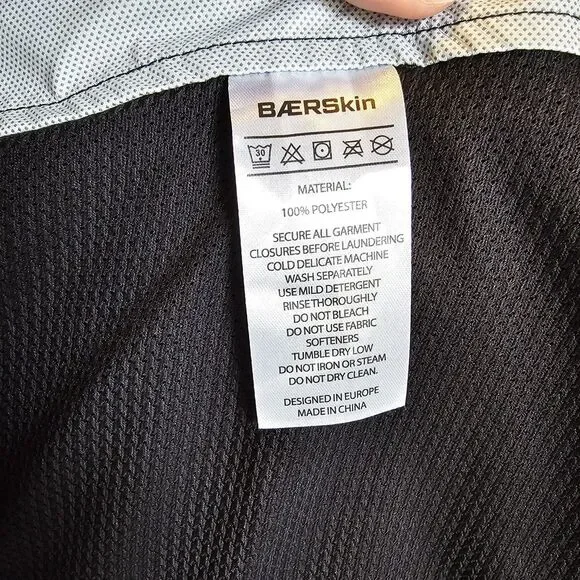 BÆRSkin
30
MATERIAL:
100% POLYESTER
SECURE ALL GARMENT
CLOSURES BEFORE LAUNDERING
COLD DELICATE MACHINE
WASH SEPARATELY
USE MILD DETERGENT
RINSE THOROUGHLY
DO NOT BLEACH
DO NOT USE FABRIC
SOFTENERS
TUMBLE DRY LOW
DO NOT IRON OR STEAM
DO NOT DRY CLEAN.
DESIGNED IN EUROPE
MADE IN CHINA